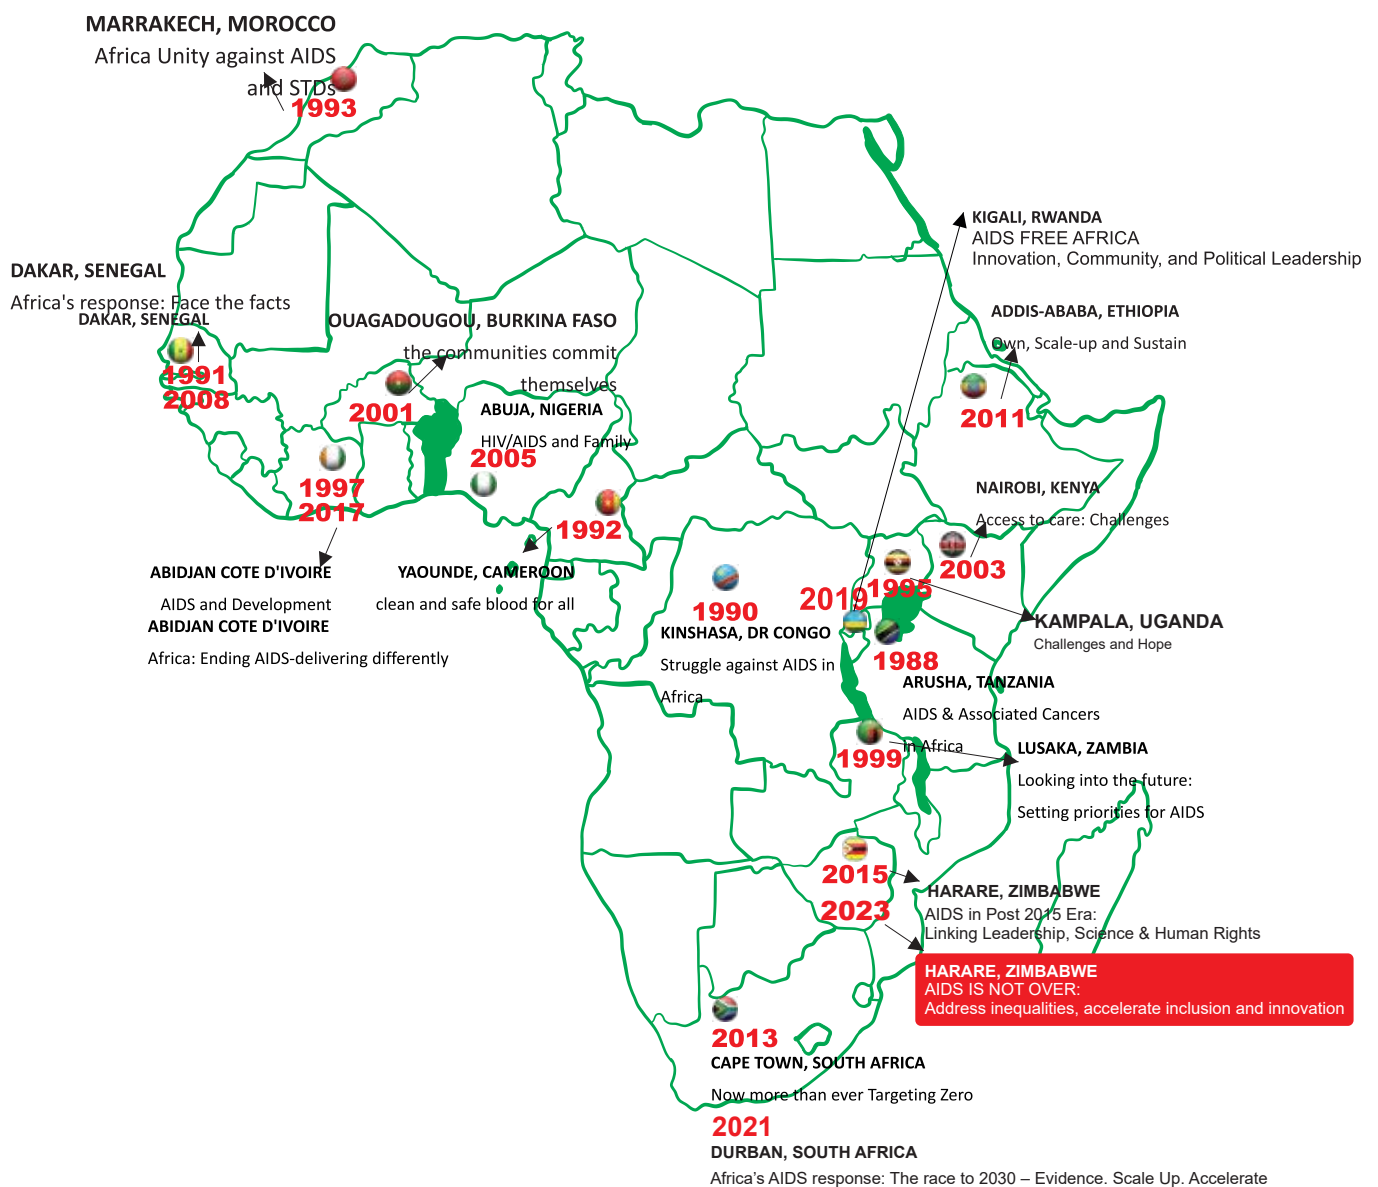 MARRAKECH, MOROCCO
Africa Unity against AIDS
and STDs
1993
KIGALI, RWANDA
AIDS FREE AFRICA
Innovation, Community, and Political Leadership
DAKAR, SENEGAL
Africa's response: Face the facts
DAKAR, SENEGAL
1991
2008
OUAGADOUGOU, BURKINA FASO
the communities commit
themselves
2001
ADDIS-ABABA, ETHIOPIA
Own, Scale-up and Sustain
2011
ABUJA, NIGERIA
HIV/AIDS and Family
2005
1997
2017
ABIDJAN COTE D'IVOIRE
AIDS and Development
ABIDJAN COTE D'IVOIRE
Africa: Ending AIDS-delivering differently
1992
YAOUNDE, CAMEROON
clean and safe blood for all
NAIROBI, KENYA
Access to care: Challenges
2003
1995
KAMPALA, UGANDA
Challenges and Hope
2019
1990
KINSHASA, DR CONGO
Struggle against AIDS in
Africa
1988
ARUSHA, TANZANIA
AIDS & Associated Cancers
in Africa
1999
LUSAKA, ZAMBIA
Looking into the future:
Setting priorities for AIDS
2015
HARARE, ZIMBABWE
AIDS in Post 2015 Era:
Linking Leadership, Science & Human Rights
2023
HARARE, ZIMBABWE
AIDS IS NOT OVER:
Address inequalities, accelerate inclusion and innovation
2013
CAPE TOWN, SOUTH AFRICA
Now more than ever Targeting Zero
2021
DURBAN, SOUTH AFRICA
Africa's AIDS response: The race to 2030 – Evidence. Scale Up. Accelerate